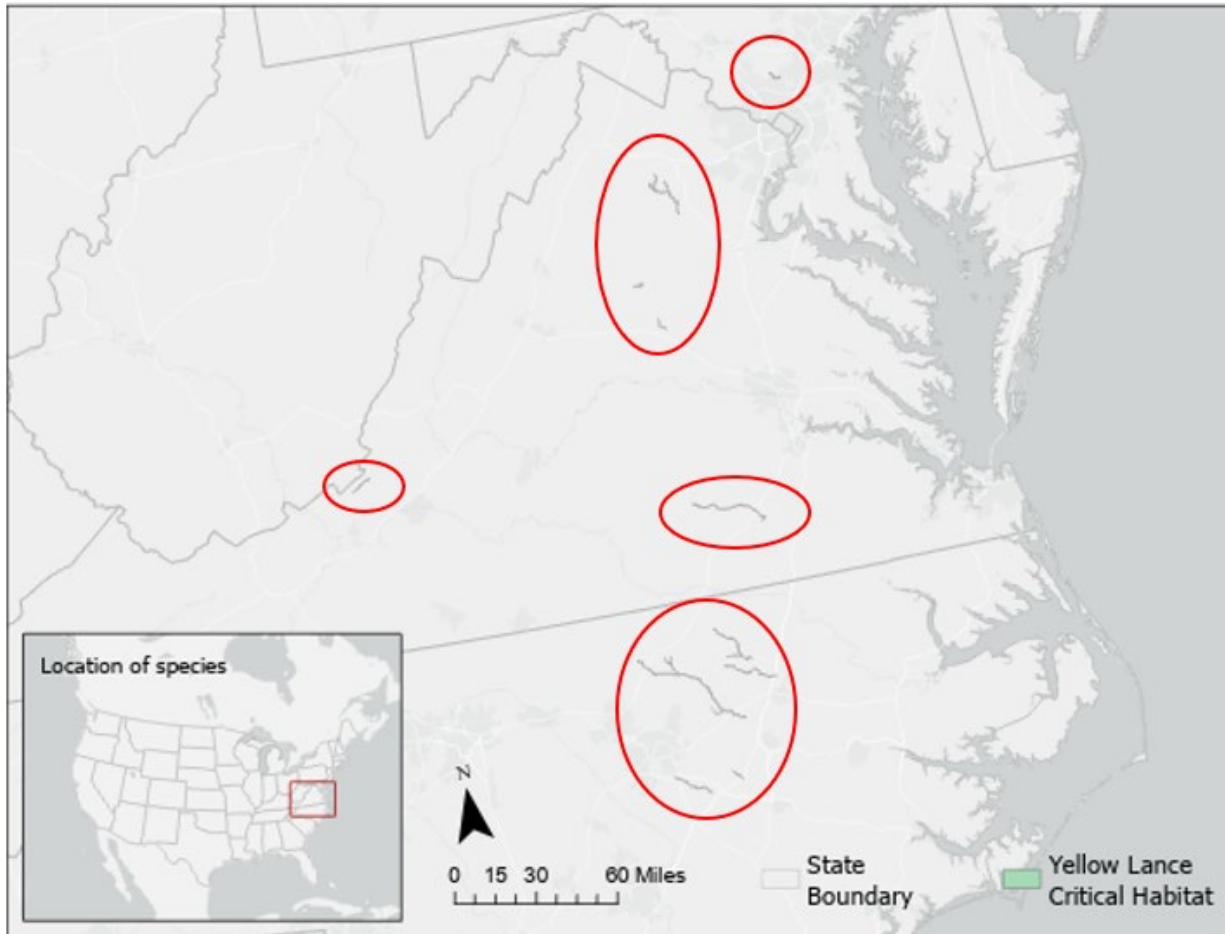 Location of species
N
0 15 30 60 Miles
State
Boundary
Yellow Lance
Critical Habitat